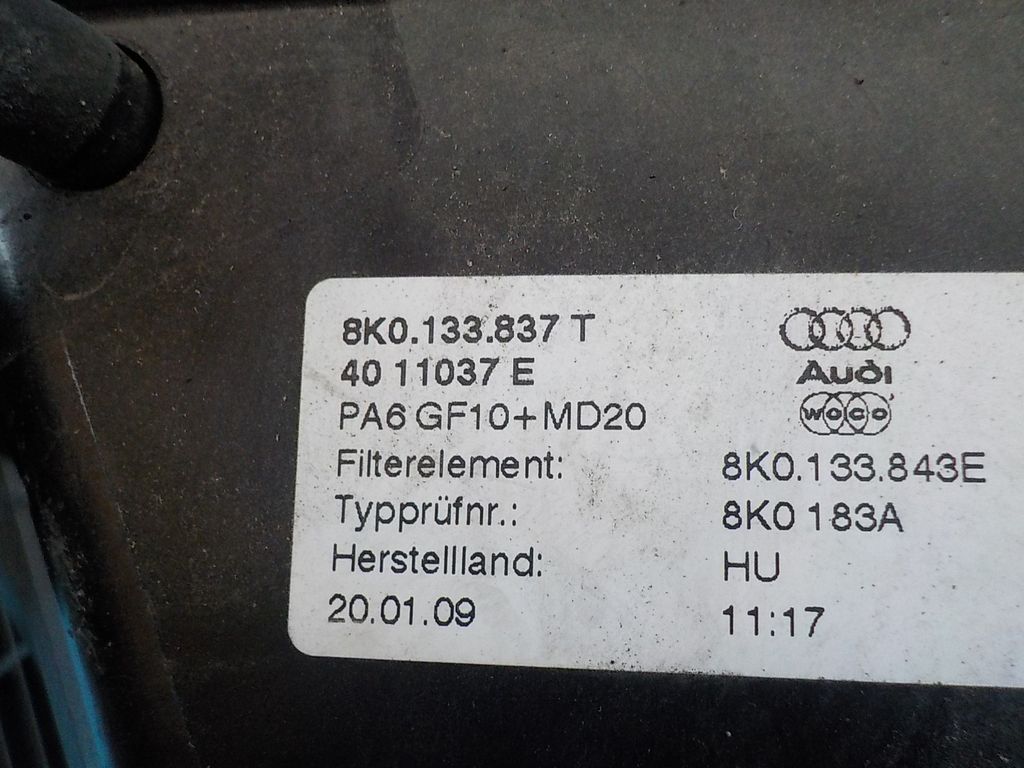 8K0.133.837 T
40 11037 E
PA6 GF10+MD20
Filterelement: 8K0.133.843E
Typprüfnr.: 8K0 183A
Herstellland: HU
20.01.09 11:17
Audi
woco